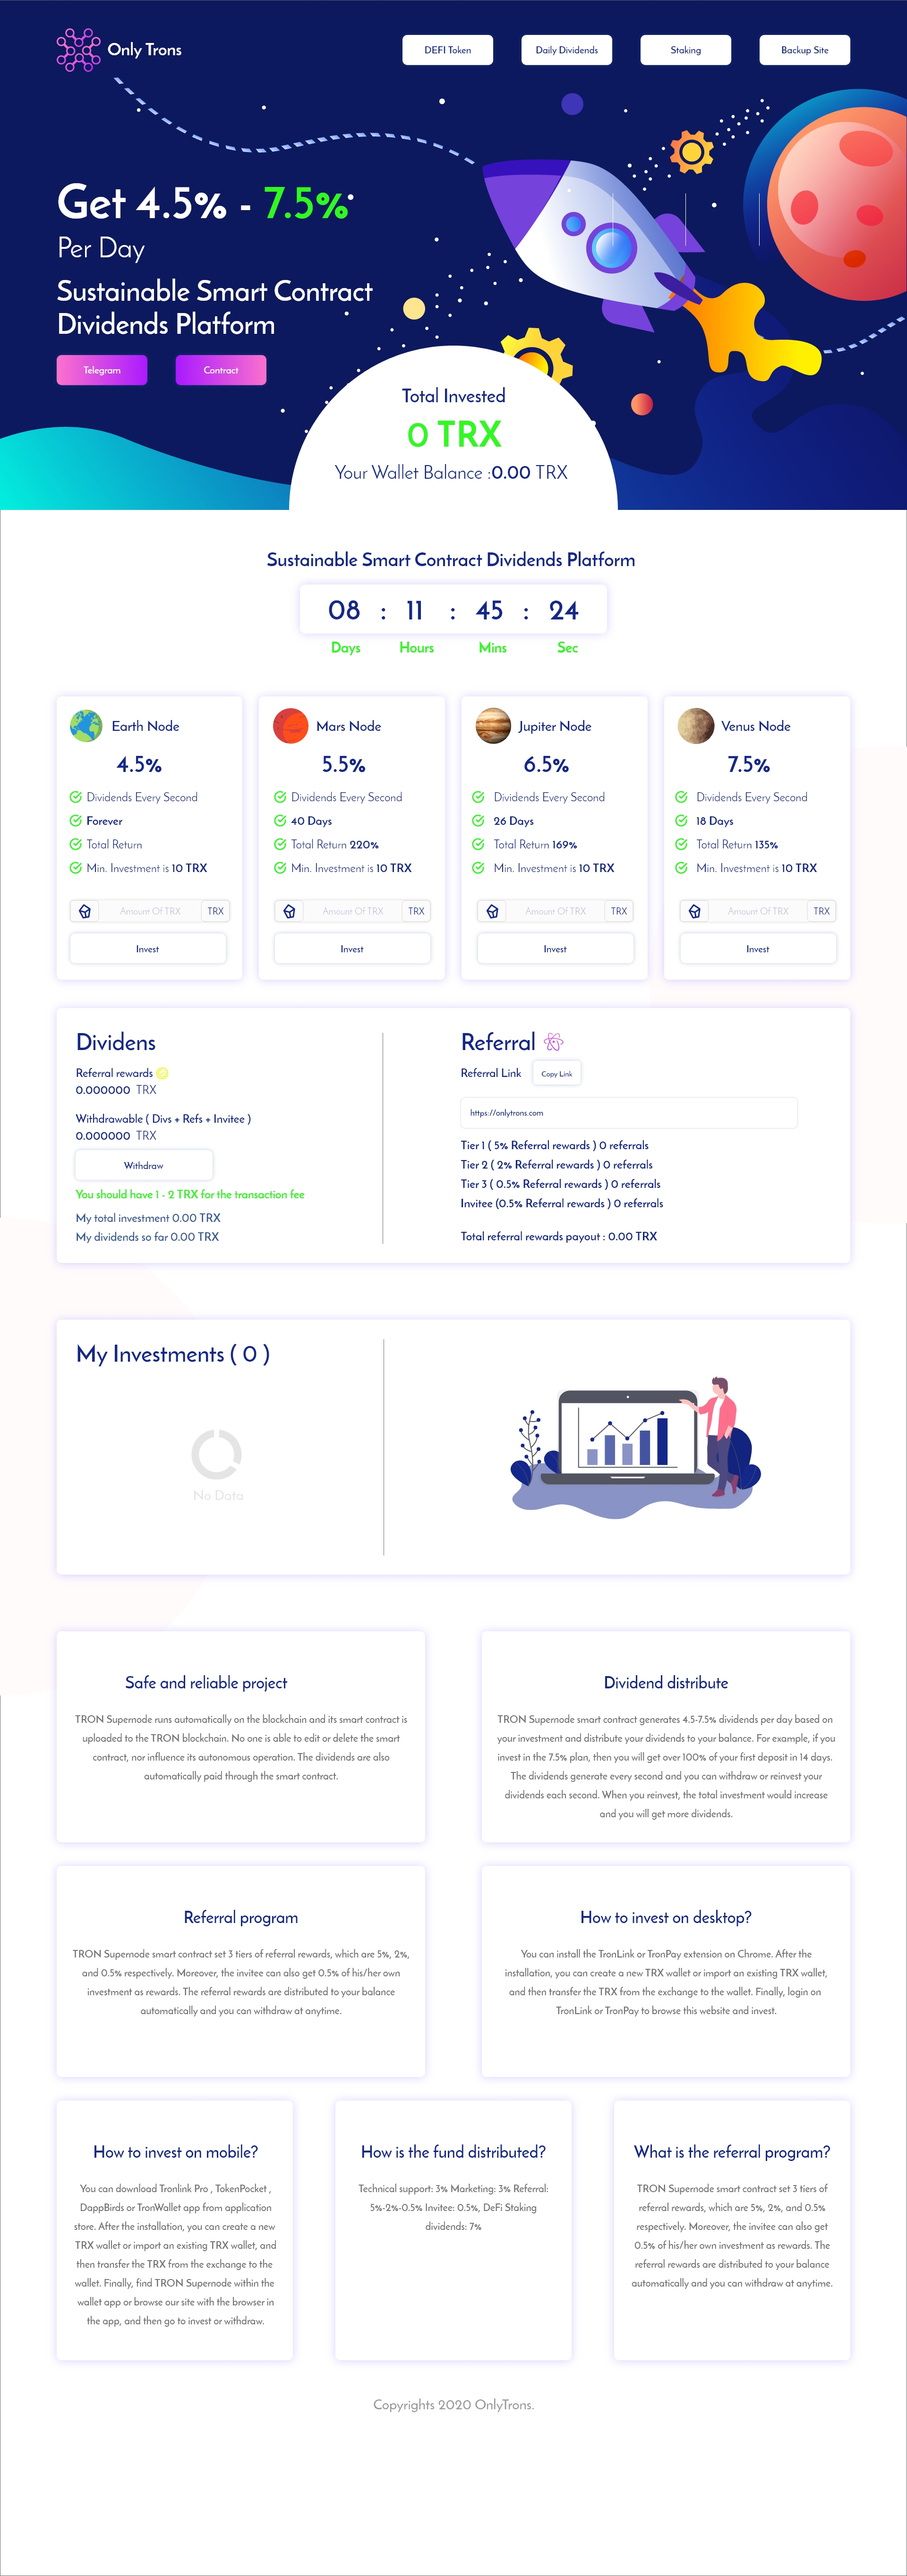 Only Trons
DEFI Token
Daily Dividends
Staking
Backup Site
Get 4.5% - 7.5%
Per Day
Sustainable Smart Contract
Dividends Platform
Telegram
Contract
Total Invested
0 TRX
Your Wallet Balance :0.00 TRX
Sustainable Smart Contract Dividends Platform
08 : 11 : 45 : 24
Days Hours Mins Sec
Earth Node
4.5%
Dividends Every Second
Forever
Total Return
Min. Investment is 10 TRX
Amount Of TRX TRX
Invest
Mars Node
5.5%
Dividends Every Second
40 Days
Total Return 220%
Min. Investment is 10 TRX
Amount Of TRX TRX
Invest
Jupiter Node
6.5%
Dividends Every Second
26 Days
Total Return 169%
Min. Investment is 10 TRX
Amount Of TRX TRX
Invest
Venus Node
7.5%
Dividends Every Second
18 Days
Total Return 135%
Min. Investment is 10 TRX
Amount Of TRX TRX
Invest
Dividens
Referral rewards
0.000000 TRX
Withdrawable ( Divs + Refs + Invitee )
0.000000 TRX
Withdraw
You should have 1 - 2 TRX for the transaction fee
My total investment 0.00 TRX
My dividends so far 0.00 TRX
Referral
Referral Link
Copy Link
https://onlytrons.com
Tier 1 ( 5% Referral rewards ) 0 referrals
Tier 2 ( 2% Referral rewards ) 0 referrals
Tier 3 ( 0.5% Referral rewards ) 0 referrals
Invitee (0.5% Referral rewards ) 0 referrals
Total referral rewards payout : 0.00 TRX
My Investments ( 0 )
No Data
Safe and reliable project
TRON Supernode runs automatically on the blockchain and its smart contract is
uploaded to the TRON blockchain. No one is able to edit or delete the smart
contract, nor influence its autonomous operation. The dividends are also
automatically paid through the smart contract.
Dividend distribute
TRON Supernode smart contract generates 4.5-7.5% dividends per day based on
your investment and distribute your dividends to your balance. For example, if you
invest in the 7.5% plan, then you will get over 100% of your first deposit in 14 days.
The dividends generate every second and you can withdraw or reinvest your
dividends each second. When you reinvest, the total investment would increase
and you will get more dividends.
Referral program
TRON Supernode smart contract set 3 tiers of referral rewards, which are 5%, 2%,
and 0.5% respectively. Moreover, the invitee can also get 0.5% of his/her own
investment as rewards. The referral rewards are distributed to your balance
automatically and you can withdraw at anytime.
How to invest on desktop?
You can install the TronLink or TronPay extension on Chrome. After the
installation, you can create a new TRX wallet or import an existing TRX wallet,
and then transfer the TRX from the exchange to the wallet. Finally, login on
TronLink or TronPay to browse this website and invest.
How to invest on mobile?
You can download Tronlink Pro , TokenPocket ,
DappBirds or TronWallet app from application
store. After the installation, you can create a new
TRX wallet or import an existing TRX wallet, and
then transfer the TRX from the exchange to the
wallet. Finally, find TRON Supernode within the
wallet app or browse our site with the browser in
the app, and then go to invest or withdraw.
How is the fund distributed?
Technical support: 3% Marketing: 3% Referral:
5%-2%-0.5% Invitee: 0.5%, DeFi Staking
dividends: 7%
What is the referral program?
TRON Supernode smart contract set 3 tiers of
referral rewards, which are 5%, 2%, and 0.5%
respectively. Moreover, the invitee can also get
0.5% of his/her own investment as rewards. The
referral rewards are distributed to your balance
automatically and you can withdraw at anytime.
Copyrights 2020 OnlyTrons.